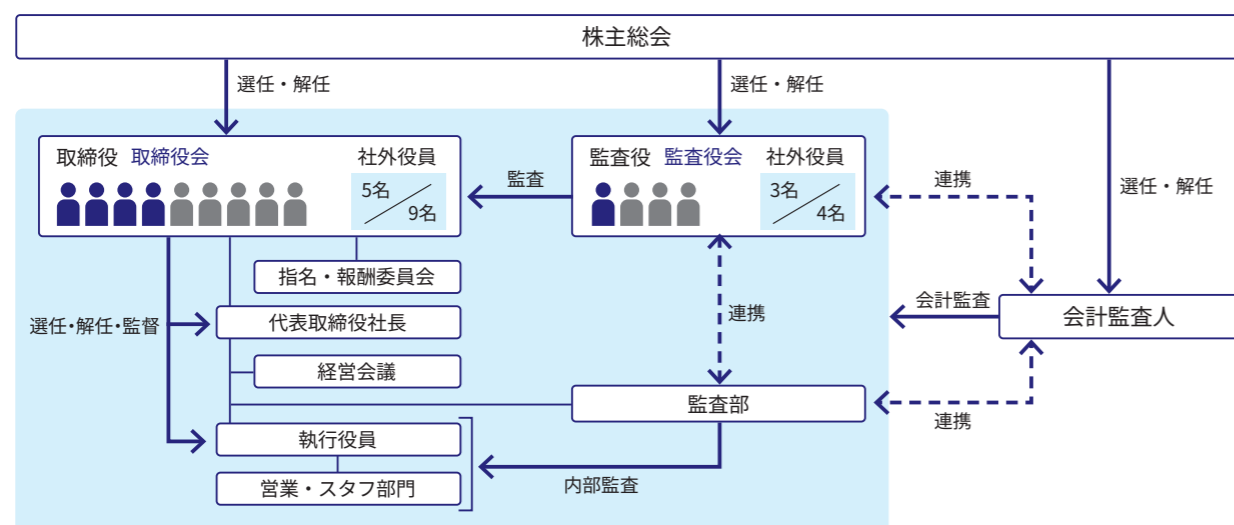 株主総会
選任・解任
選任・解任
選任・解任
取締役 取締役会
社外役員
5名
9名
監査
監査役 監査役会
社外役員
3名
4名
連携
指名・報酬委員会
選任・解任・監督
代表取締役社長
連携
会計監査
会計監査人
経営会議
監査部
連携
執行役員
内部監査
営業・スタフ部門